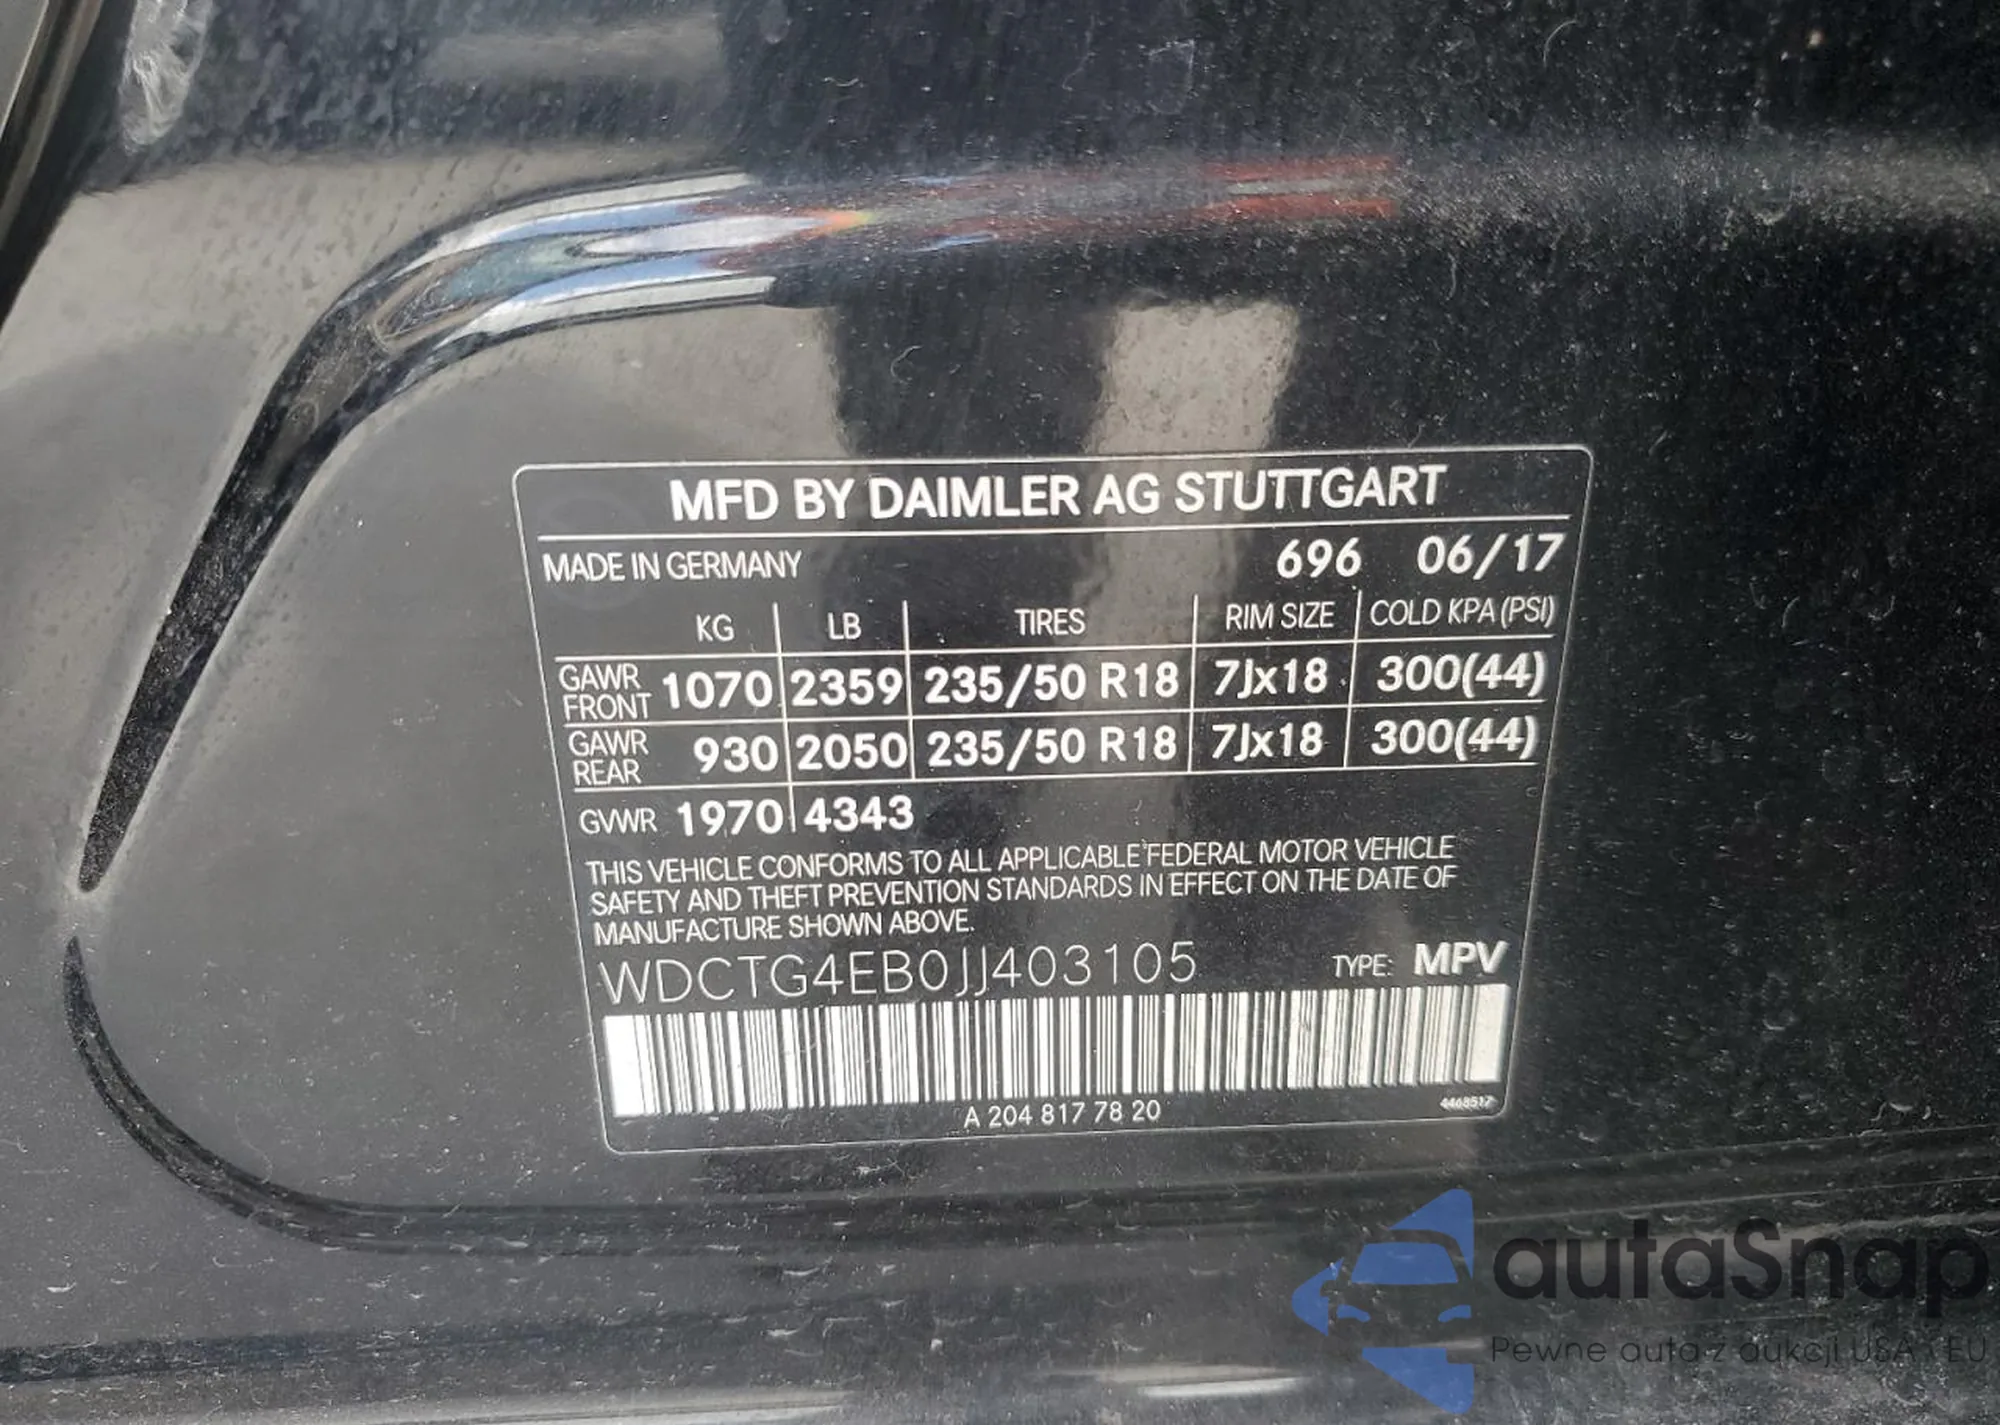 MFD BY DAIMLER AG STUTTGART
MADE IN GERMANY 696 06/17
KG LB TIRES RIM SIZE COLD KPA (PSI)
GAWR FRONT 1070 2359 235/50 R18 7Jx18 300(44)
GAWR REAR 930 2050 235/50 R18 7Jx18 300(44)
GVWR 1970 4343
THIS VEHICLE CONFORMS TO ALL APPLICABLE FEDERAL MOTOR VEHICLE
SAFETY AND THEFT PREVENTION STANDARDS IN EFFECT ON THE DATE OF
MANUFACTURE SHOWN ABOVE.
WDCTG4EB0JJ403105 TYPE: MPV
A 204 817 78 20 4468517
autaSnap
Pewne auta z aukcji USA i EU